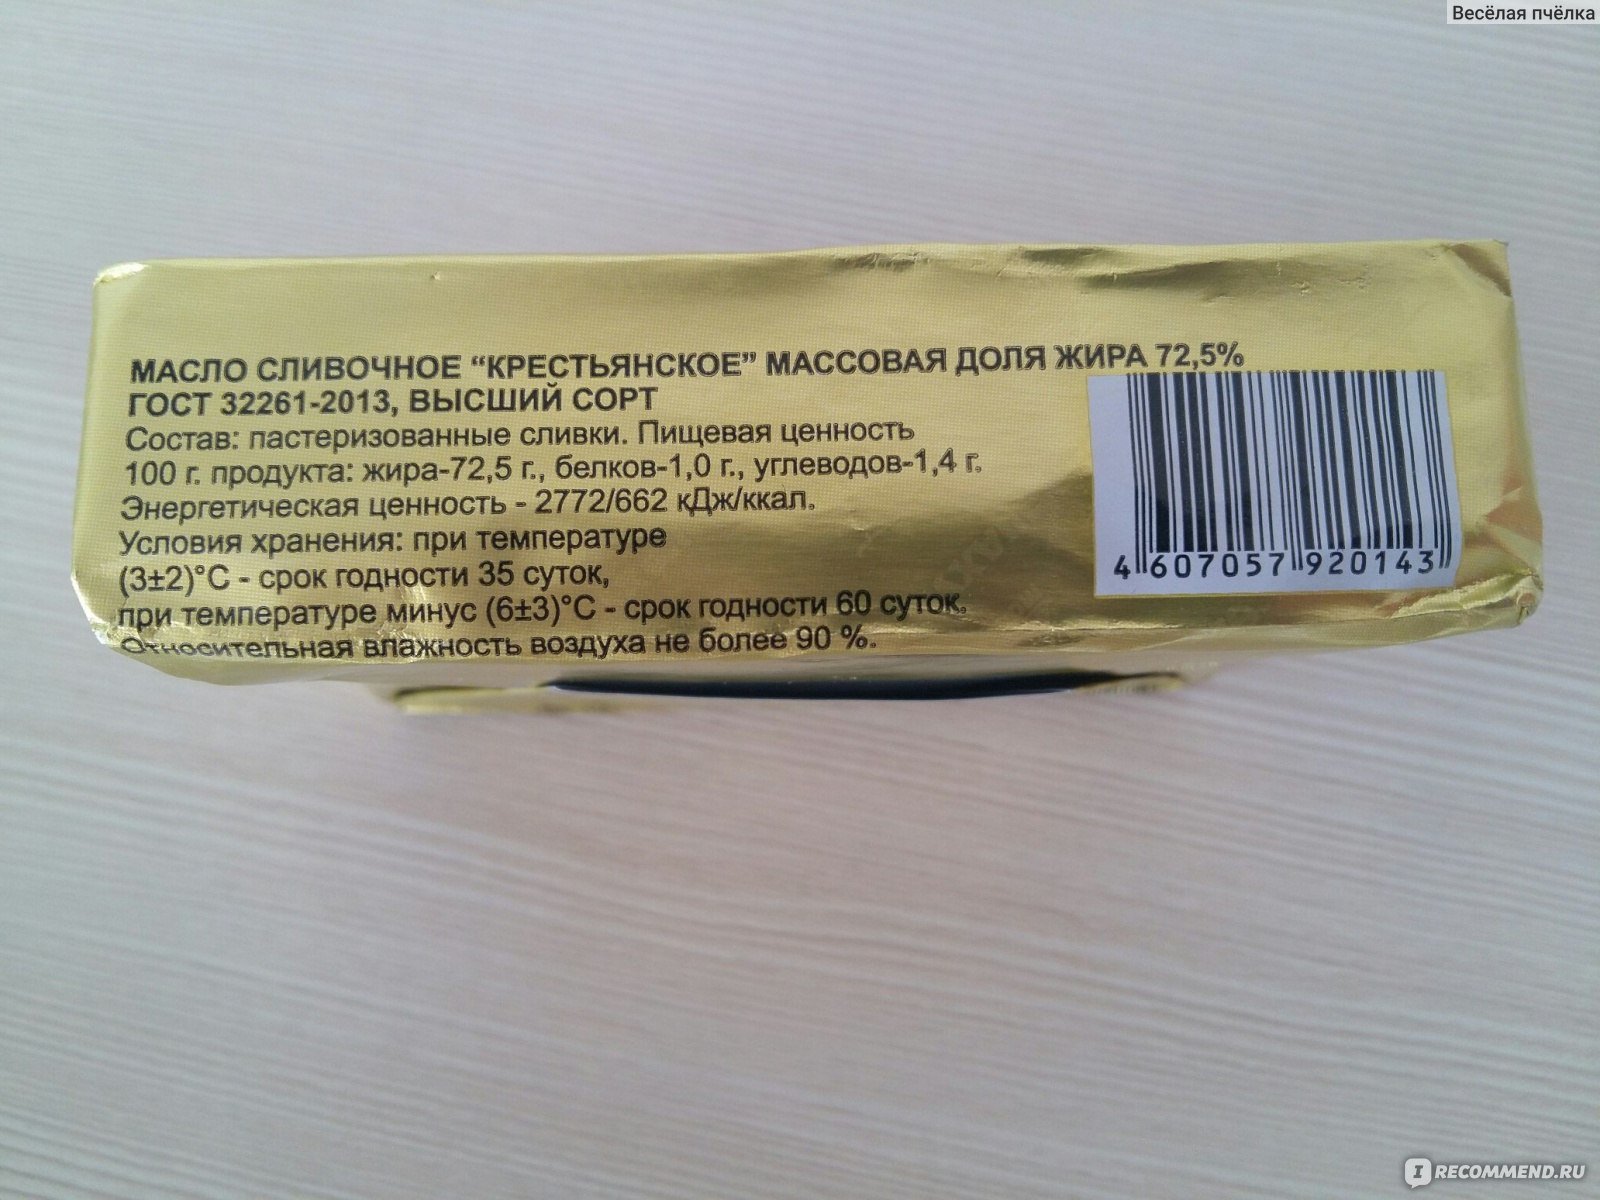 Весёлая пчёлка
МАСЛО СЛИВОЧНОЕ “КРЕСТЬЯНСКОЕ” МАССОВАЯ ДОЛЯ ЖИРА 72,5%
ГОСТ 32261-2013, ВЫСШИЙ СОРТ
Состав: пастеризованные сливки. Пищевая ценность
100 г. продукта: жира-72,5 г., белков-1,0 г., углеводов-1,4 г.
Энергетическая ценность - 2772/662 кДж/ккал.
Условия хранения: при температуре
(3±2)°С - срок годности 35 суток,
при температуре минус (6±3)°С - срок годности 60 суток.
Относительная влажность воздуха не более 90 %.
4 607057 920143
IRECOMMEND.RU